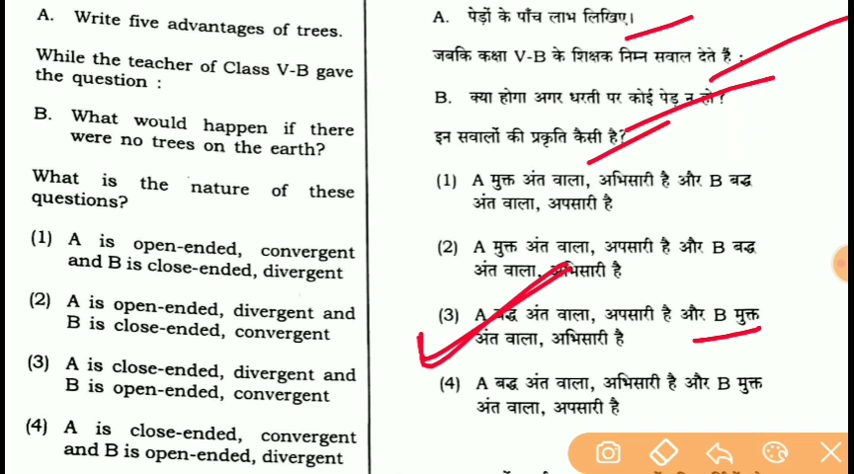 A. Write five advantages of trees.
While the teacher of Class V-B gave
the question :
B. What would happen if there
were no trees on the earth?
What is the nature of these
questions?
(1) A is open-ended, convergent
and B is close-ended, divergent
(2) A is open-ended, divergent and
B is close-ended, convergent
(3) A is close-ended, divergent and
B is open-ended, convergent
(4) A is close-ended, convergent
and B is open-ended, divergent
A. पेड़ों के पाँच लाभ लिखिए।
जबकि कक्षा V-B के शिक्षक निम्न सवाल देते हैं :
B. क्या होगा अगर धरती पर कोई पेड़ न हो ?
इन सवालों की प्रकृति कैसी है?
(1) A मुक्त अंत वाला, अभिसारी है और B बद्ध
अंत वाला, अपसारी है
(2) A मुक्त अंत वाला, अपसारी है और B बद्ध
अंत वाला, अभिसारी है
(3) A बद्ध अंत वाला, अपसारी है और B मुक्त
अंत वाला, अभिसारी है
(4) A बद्ध अंत वाला, अभिसारी है और B मुक्त
अंत वाला, अपसारी है